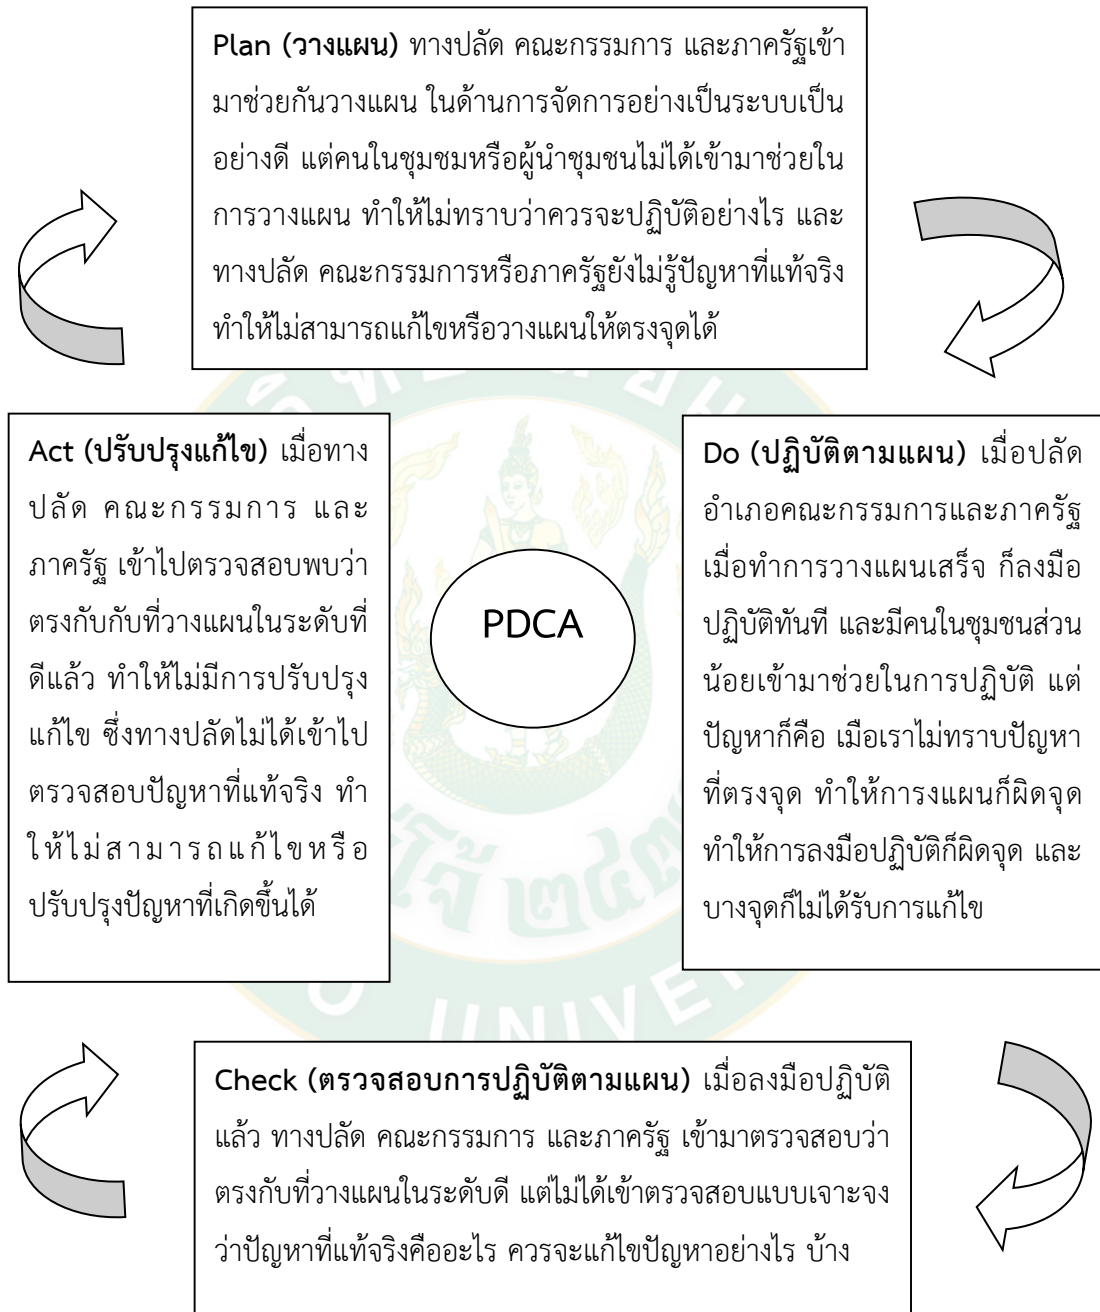 Plan (วางแผน) ทางปลัด คณะกรรมการ และภาครัฐเข้า
มาช่วยกันวางแผน ในด้านการจัดการอย่างเป็นระบบเป็น
อย่างดี แต่คนในชุมชมหรือผู้นำชุมชนไม่ได้เข้ามาช่วยใน
การวางแผน ทำให้ไม่ทราบว่าควรจะปฏิบัติอย่างไร และ
ทางปลัด คณะกรรมการหรือภาครัฐยังไม่รู้ปัญหาที่แท้จริง
ทำให้ไม่สามารถแก้ไขหรือวางแผนให้ตรงจุดได้
Act (ปรับปรุงแก้ไข) เมื่อทาง
ปลัด คณะกรรมการ และ
ภาครัฐ เข้าไปตรวจสอบพบว่า
ตรงกับกับที่วางแผนในระดับที่
ดีแล้ว ทำให้ไม่มีการปรับปรุง
แก้ไข ซึ่งทางปลัดไม่ได้เข้าไป
ตรวจสอบปัญหาที่แท้จริง ทำ
ให้ไม่สามารถแก้ไขหรือ
ปรับปรุงปัญหาที่เกิดขึ้นได้
PDCA
Do (ปฏิบัติตามแผน) เมื่อปลัด
อำเภอคณะกรรมการและภาครัฐ
เมื่อทำการวางแผนเสร็จ ก็ลงมือ
ปฏิบัติทันที และมีคนในชุมชนส่วน
น้อยเข้ามาช่วยในการปฏิบัติ แต่
ปัญหาก็คือ เมือเราไม่ทราบปัญหา
ที่ตรงจุด ทำให้การงแผนก็ผิดจุด
ทำให้การลงมือปฏิบัติก็ผิดจุด และ
บางจุดก็ไม่ได้รับการแก้ไข
Check (ตรวจสอบการปฏิบัติตามแผน) เมื่อลงมือปฏิบัติ
แล้ว ทางปลัด คณะกรรมการ และภาครัฐ เข้ามาตรวจสอบว่า
ตรงกับที่วางแผนในระดับดี แต่ไม่ได้เข้าตรวจสอบแบบเจาะจง
ว่าปัญหาที่แท้จริงคืออะไร ควรจะแก้ไขปัญหาอย่างไร บ้าง